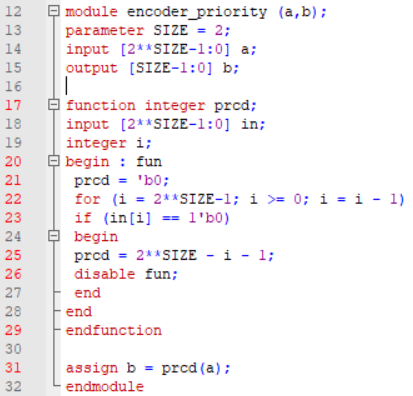 12 module encoder_priority (a,b);
13 parameter SIZE = 2;
14 input [2**SIZE-1:0] a;
15 output [SIZE-1:0] b;
16
17 function integer prcd;
18 input [2**SIZE-1:0] in;
19 integer i;
20 begin : fun
21 prcd = 'b0;
22 for (i = 2**SIZE-1; i >= 0; i = i - 1)
23 if (in[i] == 1'b0)
24 begin
25 prcd = 2**SIZE - i - 1;
26 disable fun;
27 end
28 end
29 endfunction
30
31 assign b = prcd(a);
32 endmodule